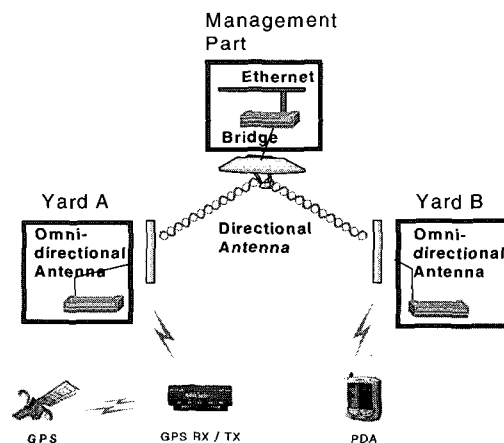 Management
Part
Ethernet
Bridge
Yard A
Yard B
Omni-
directional
Antenna
Directional
Antenna
Omni-
directional
Antenna
GPS
GPS RX / TX
PDA